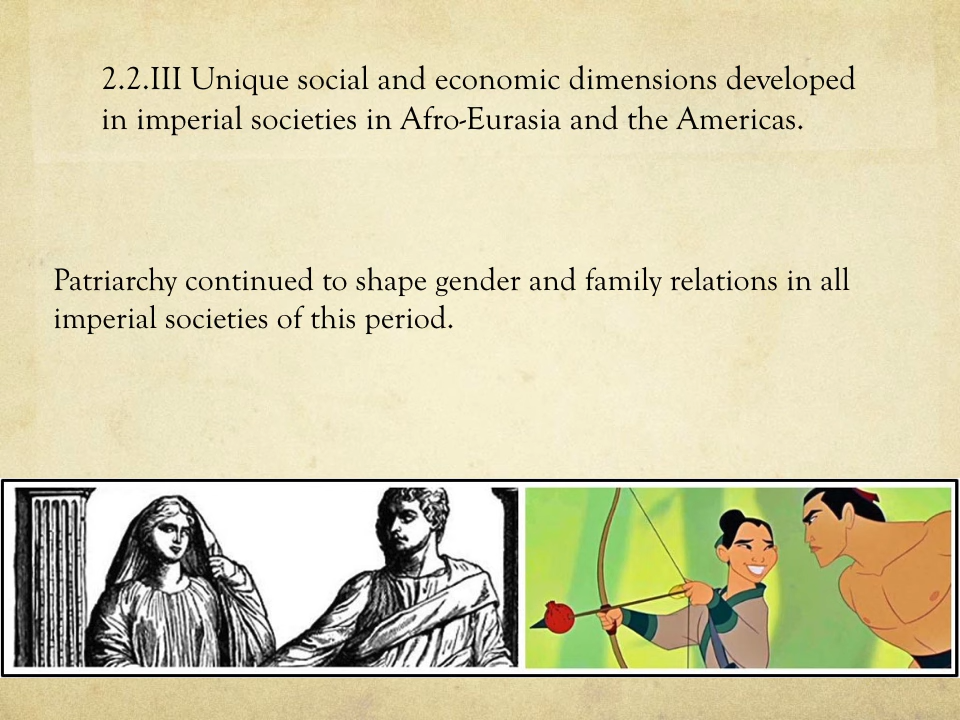 2.2.III Unique social and economic dimensions developed
in imperial societies in Afro-Eurasia and the Americas.
Patriarchy continued to shape gender and family relations in all
imperial societies of this period.